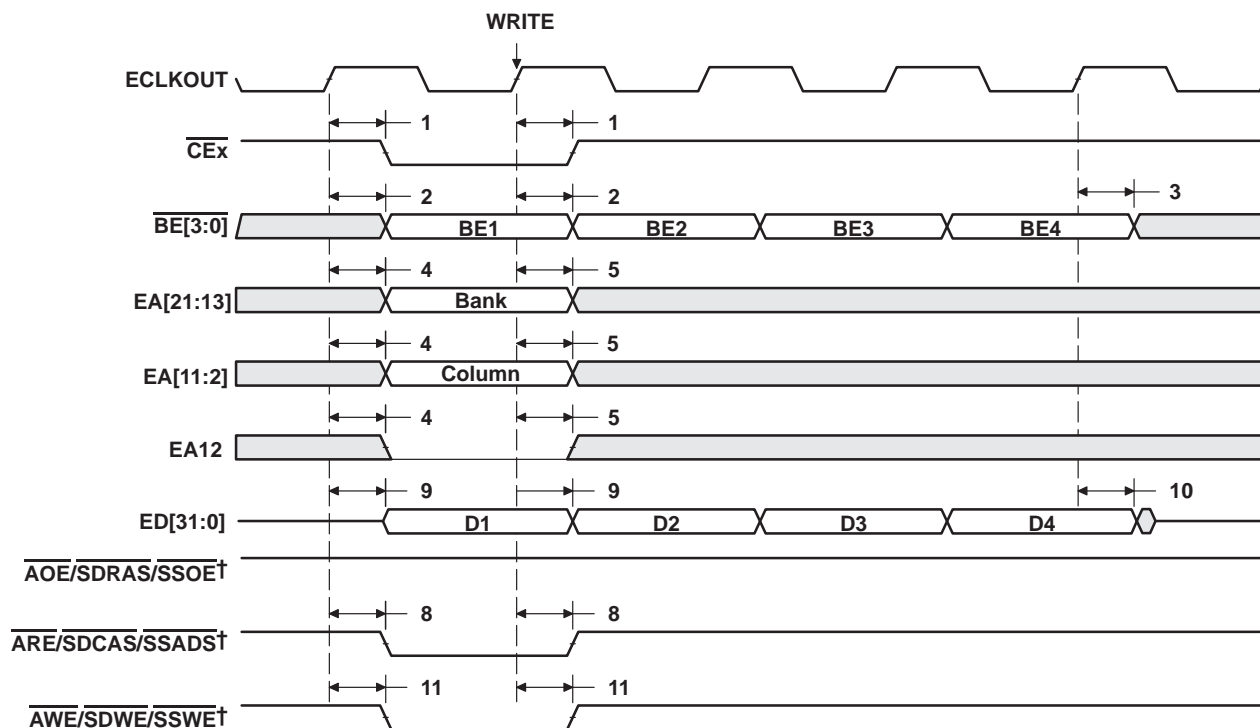 WRITE
ECLKOUT
1 1
CEx
2 2 3
BE[3:0] BE1 BE2 BE3 BE4
4 5
EA[21:13] Bank
4 5
EA[11:2] Column
4 5
EA12
9 9 10
ED[31:0] D1 D2 D3 D4
AOE/SDRAS/SSOE†
8 8
ARE/SDCAS/SSADS†
11 11
AWE/SDWE/SSWE†